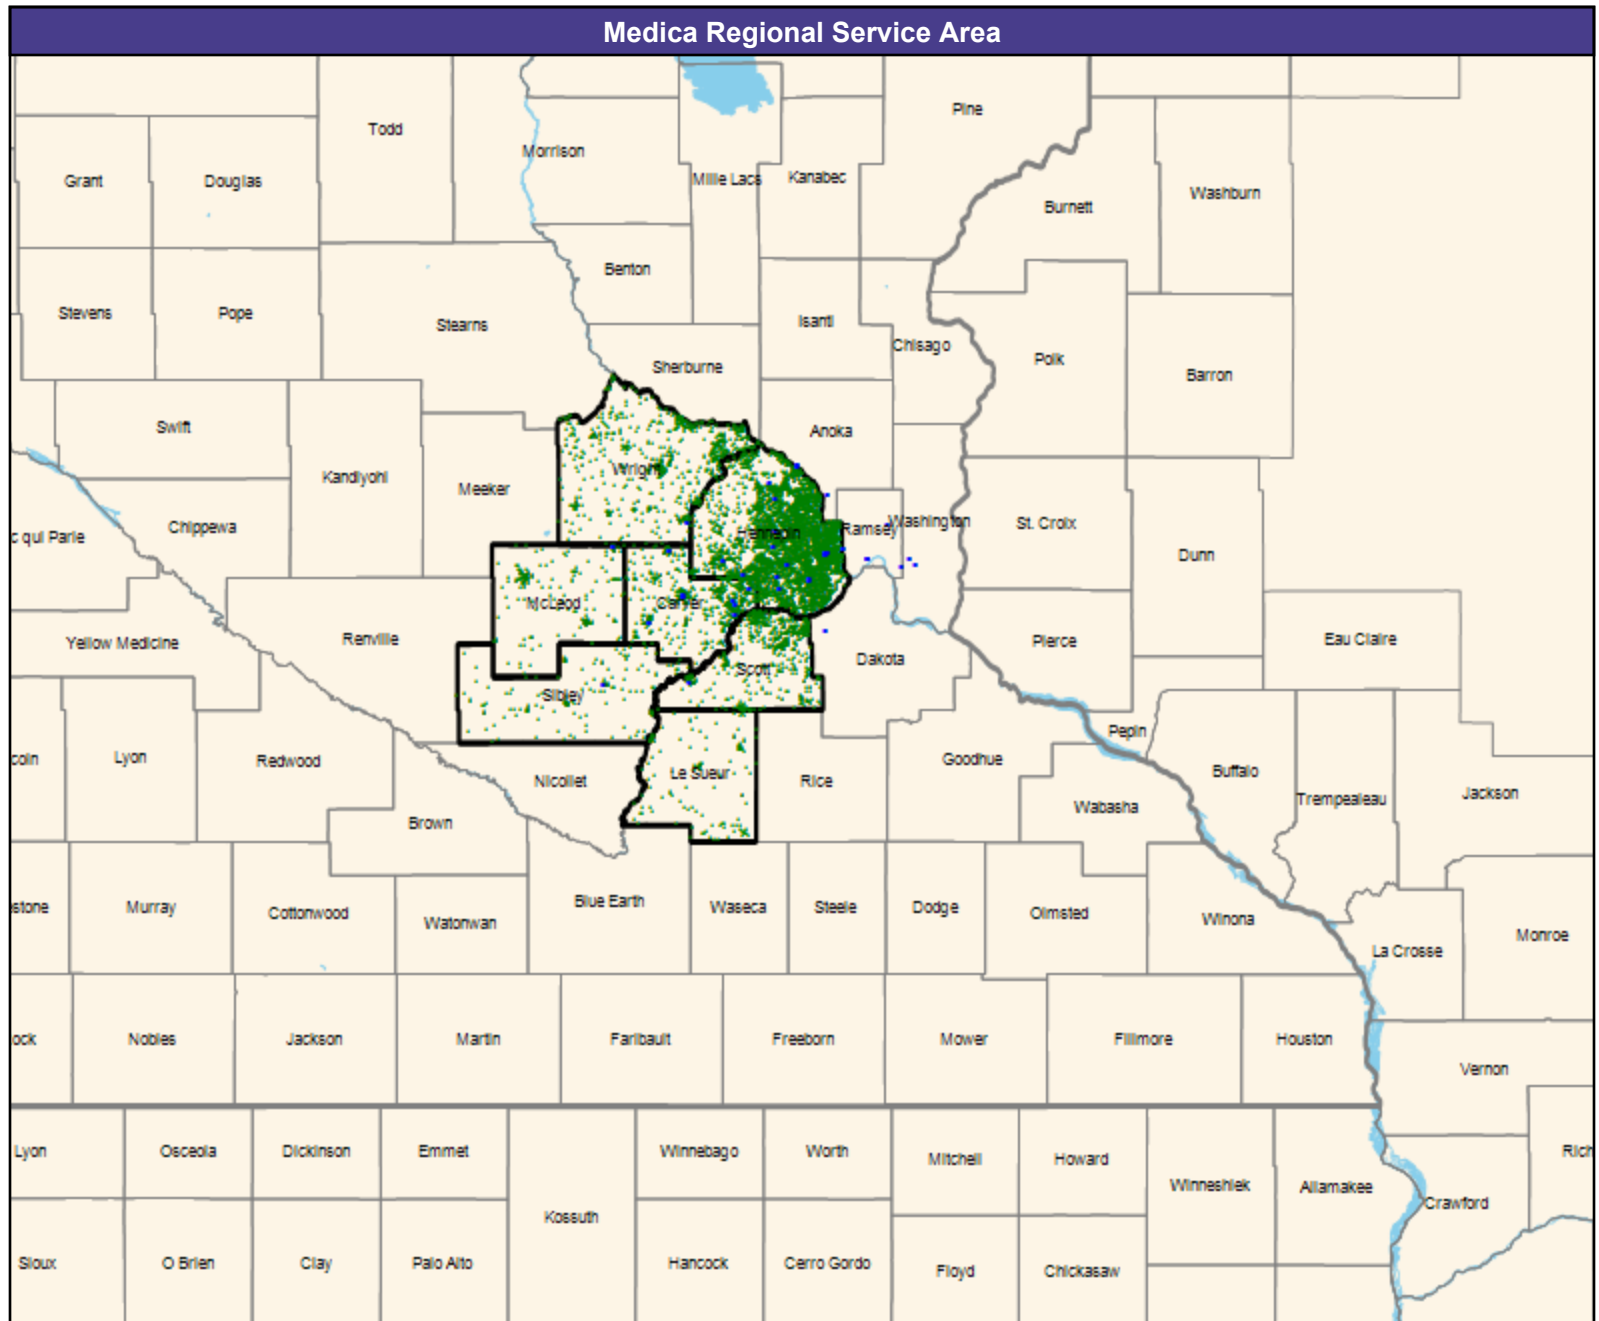 Medica Regional Service Area
Pine
Todd
Morrison
Grant
Douglas
Mille Lacs
Kanabec
Washburn
Burnett
Benton
Stevens
Pope
Stearns
Isanti
Chisago
Polk
Sherburne
Barron
Swift
Anoka
Wright
Kandiyohi
Meeker
Chippewa
c qui Parle
Hennepin
Ramsey
Washington
St. Croix
Dunn
McLeod
Carver
Yellow Medicine
Renville
Pierce
Eau Claire
Dakota
Scott
Sibley
Pepin
coln
Lyon
Redwood
Nicollet
Le Sueur
Rice
Goodhue
Buffalo
Trempealeau
Jackson
Wabasha
Brown
stone
Murray
Cottonwood
Watonwan
Blue Earth
Waseca
Steele
Dodge
Olmsted
Winona
Monroe
La Crosse
ock
Nobles
Jackson
Martin
Faribault
Freeborn
Mower
Fillmore
Houston
Vernon
Lyon
Osceola
Dickinson
Emmet
Winnebago
Worth
Mitchell
Howard
Rich
Winneshiek
Allamakee
Crawford
Kossuth
Sioux
O Brien
Clay
Palo Alto
Hancock
Cerro Gordo
Floyd
Chickasaw